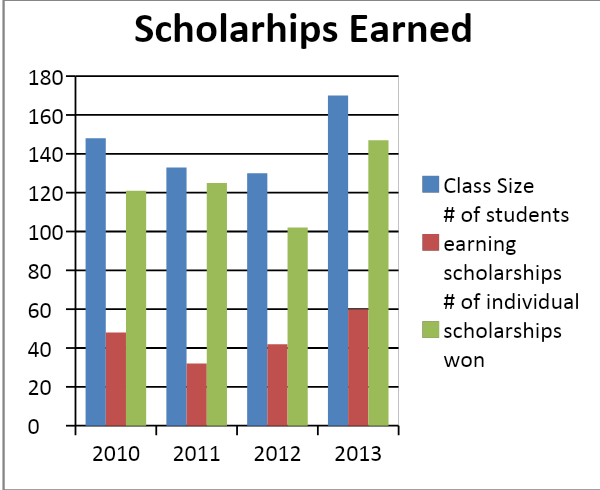 Scholarhips Earned
180
160
140
120
100
80
60
40
20
0
2010 2011 2012 2013
Class Size
# of students
earning
scholarships
# of individual
scholarships
won